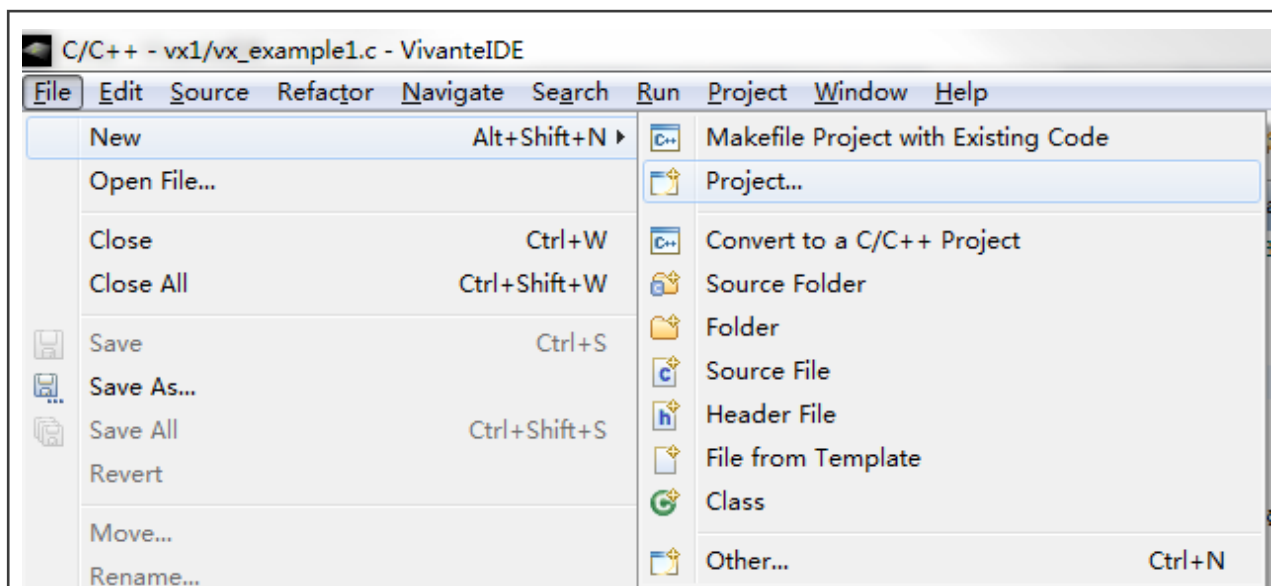 C/C++ - vx1/vx_example1.c - VivanteIDE
File Edit Source Refactor Navigate Search Run Project Window Help
New Alt+Shift+N
Open File...
Close Ctrl+W
Close All Ctrl+Shift+W
Save Ctrl+S
Save As...
Save All Ctrl+Shift+S
Revert
Move...
Rename...
Makefile Project with Existing Code
Project...
Convert to a C/C++ Project
Source Folder
Folder
Source File
Header File
File from Template
Class
Other... Ctrl+N